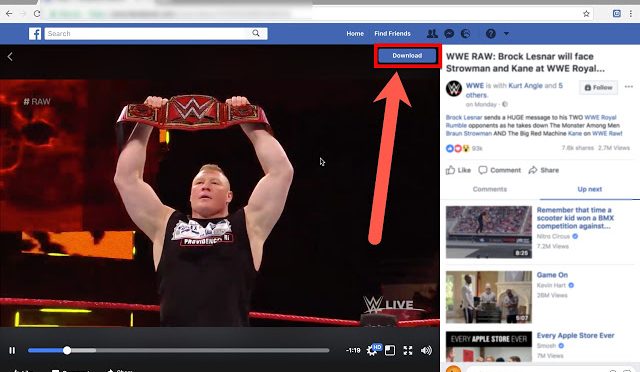 Search
Home
Find Friends
Download
# RAW
PROVIDENCE, RI
LIVE
-1:19
HD
WWE RAW: Brock Lesnar will face
Strowman and Kane at WWE Royal...
WWE is with Kurt Angle and 5
others.
on Monday ·
Follow
Brock Lesnar sends a HUGE message to his TWO WWE Royal
Rumble opponents as he takes down The Monster Among Men
Braun Strowman AND The Big Red Machine Kane on WWE Raw!
93k
7.6k shares 2.7M Views
Like
Comment
Share
Comments
Up next
Remember that time a
scooter kid won a BMX
competition against...
Nitro Circus
7.2M Views
8:25
Game On
Kevin Hart
26M Views
5:07
EVERY APPLE STORE EVER
Every Apple Store Ever
Smosh
7M Views